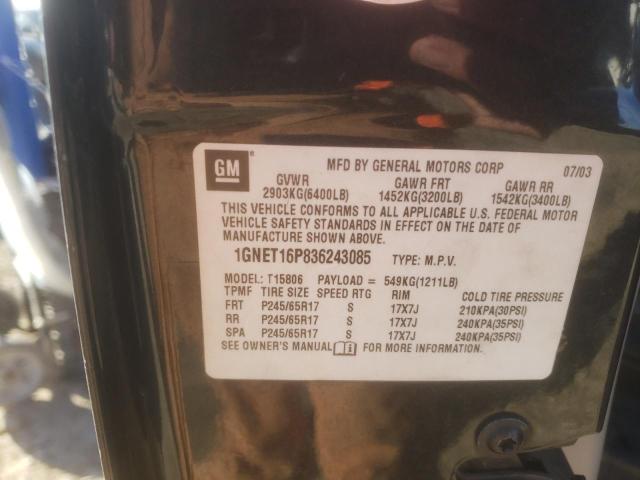 GM ® MFD BY GENERAL MOTORS CORP 07/03
GVWR GAWR FRT GAWR RR
2903KG(6400LB) 1452KG(3200LB) 1542KG(3400LB)
THIS VEHICLE CONFORMS TO ALL APPLICABLE U.S. FEDERAL MOTOR
VEHICLE SAFETY STANDARDS IN EFFECT ON THE DATE OF
MANUFACTURE SHOWN ABOVE.
1GNET16P836243085 TYPE: M.P.V.
MODEL: T15806 PAYLOAD = 549KG(1211LB)
TPMF TIRE SIZE SPEED RTG RIM COLD TIRE PRESSURE
FRT P245/65R17 S 17X7J 210KPA(30PSI)
RR P245/65R17 S 17X7J 240KPA(35PSI)
SPA P245/65R17 S 17X7J 240KPA(35PSI)
SEE OWNER'S MANUAL FOR MORE INFORMATION.